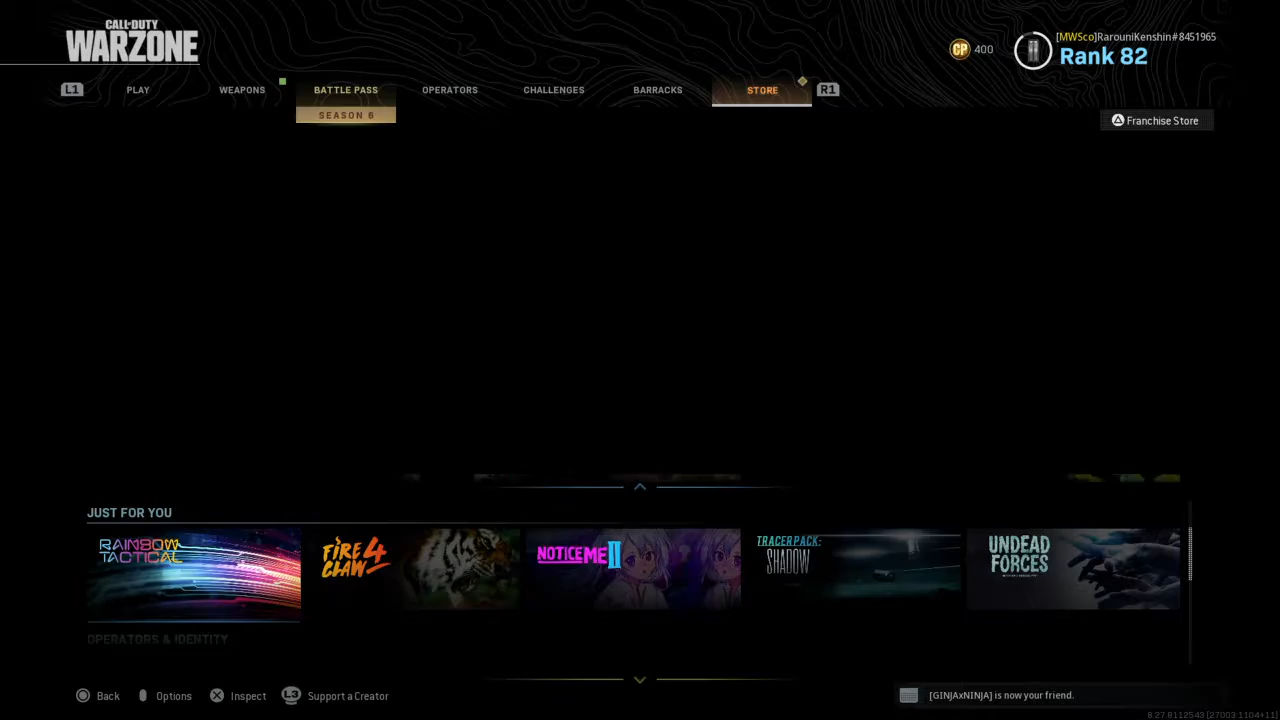 CALL OF DUTY
WARZONE
CP 400
[MWSco]RarouniKenshin#8451965
Rank 82
L1
PLAY
WEAPONS
BATTLE PASS
OPERATORS
CHALLENGES
BARRACKS
STORE
R1
SEASON 6
Franchise Store
JUST FOR YOU
RAINBOW
TACTICAL
FIRE 4
CLAW
NOTICE ME II
TRACER PACK:
SHADOW
UNDEAD
FORCES
OPERATORS & IDENTITY
Back
Options
Inspect
L3
Support a Creator
[GINJAxNINJA] is now your friend.